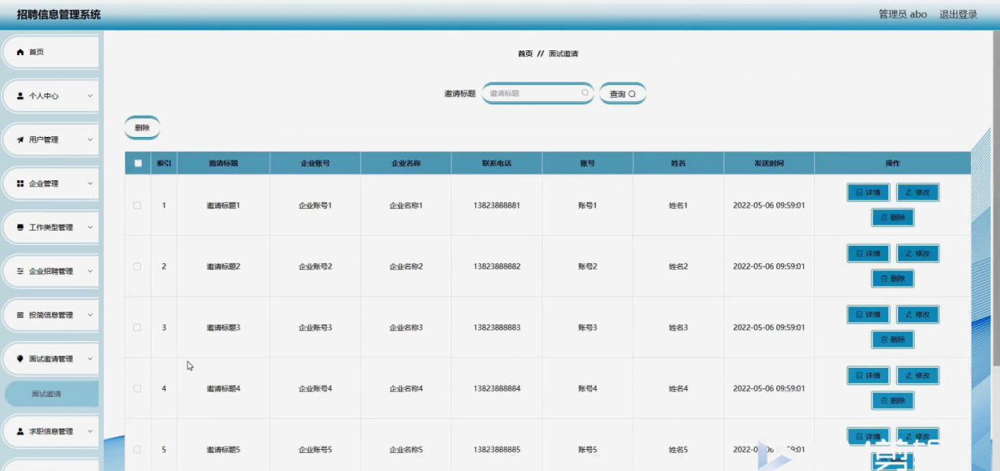 招聘信息管理系统
管理员 abo 退出登录
首页
个人中心
用户管理
企业管理
工作类型管理
企业招聘管理
投简信息管理
面试邀请管理
面试邀请
求职信息管理
首页 // 面试邀请
邀请标题 邀请标题 查询
删除
索引 邀请标题 企业账号 企业名称 联系电话 账号 姓名 发送时间 操作
1 邀请标题1 企业账号1 企业名称1 13823888881 账号1 姓名1 2022-05-06 09:59:01 详情 修改
删除
2 邀请标题2 企业账号2 企业名称2 13823888882 账号2 姓名2 2022-05-06 09:59:01 详情 修改
删除
3 邀请标题3 企业账号3 企业名称3 13823888883 账号3 姓名3 2022-05-06 09:59:01 详情 修改
删除
4 邀请标题4 企业账号4 企业名称4 13823888884 账号4 姓名4 2022-05-06 09:59:01 详情 修改
删除
5 邀请标题5 企业账号5 企业名称5 13823888885 账号5 姓名5 2022-05-06 09:59:01 详情 修改